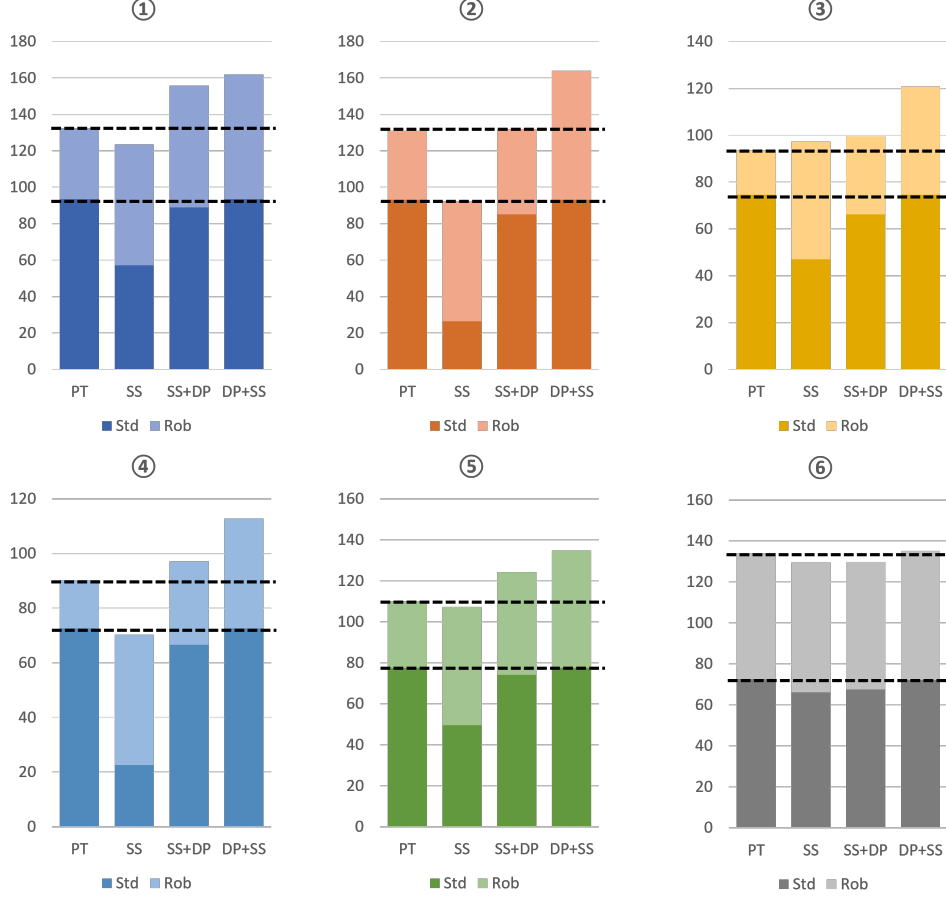 ① ② ③
180 180 140
160 160 120
140 140 100
120 120 80
100 100 60
80 80 40
60 60 20
40 40 0
20 20
0 0
PT SS SS+DP DP+SS PT SS SS+DP DP+SS PT SS SS+DP DP+SS
Std Rob Std Rob Std Rob
④ ⑤ ⑥
120 160 160
100 140 140
80 120 120
60 100 100
40 80 80
20 60 60
0 40 40
20 20
0 0
PT SS SS+DP DP+SS PT SS SS+DP DP+SS PT SS SS+DP DP+SS
Std Rob Std Rob Std Rob